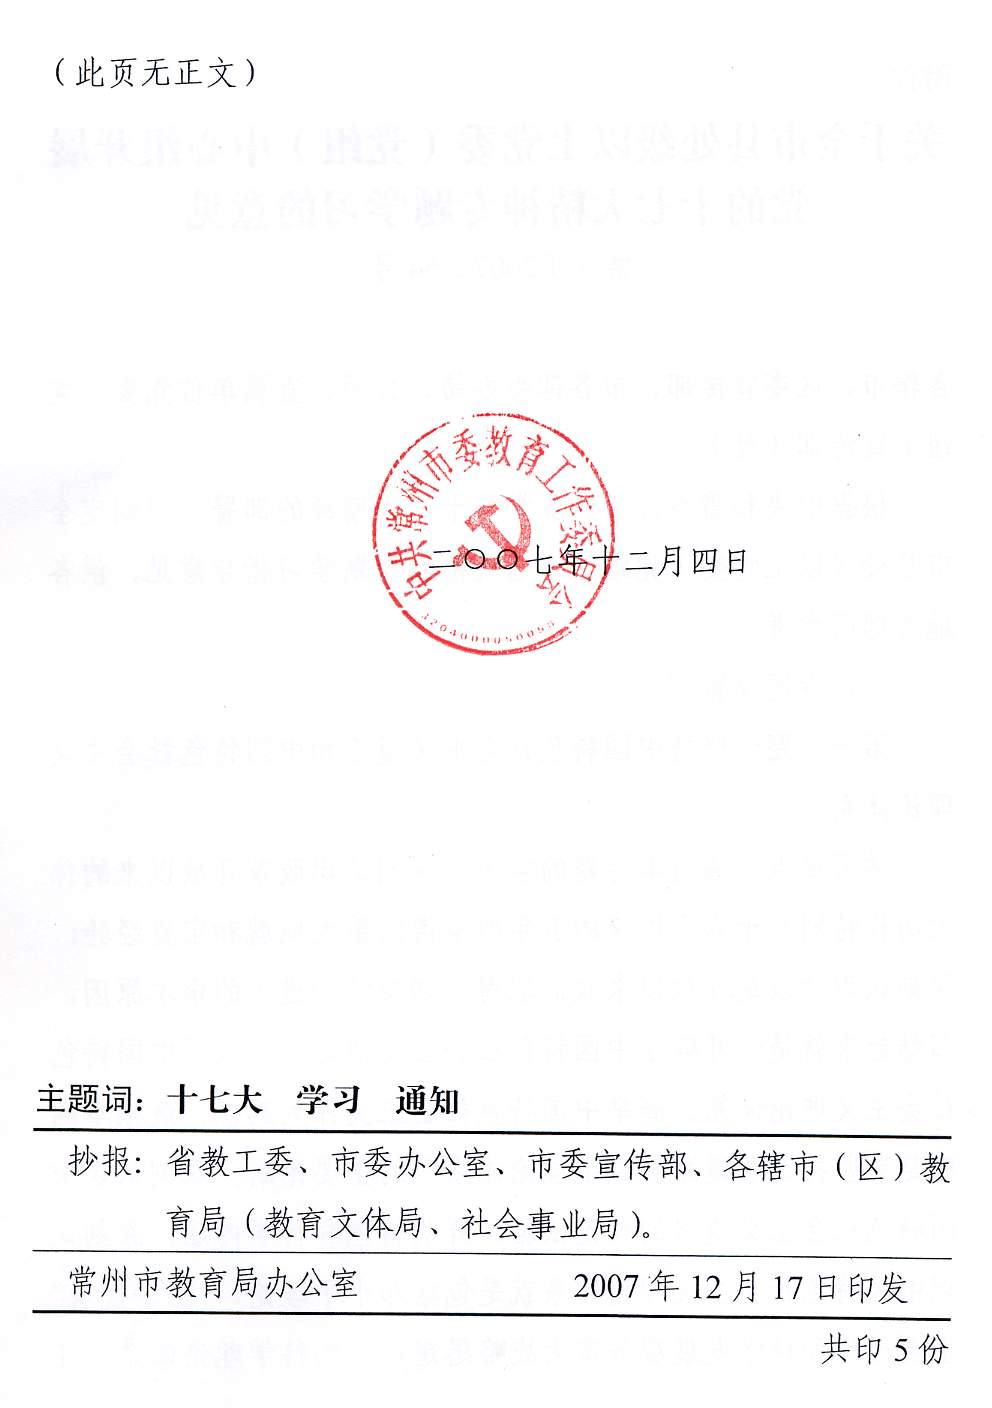 （此页无正文）
中共常州市委教育工作委员会
二〇〇七年十二月四日
3204000050058
主题词：十七大 学习 通知
抄报：省教工委、市委办公室、市委宣传部、各辖市（区）教
育局（教育文体局、社会事业局）。
常州市教育局办公室 2007年12月17日印发
共印5份